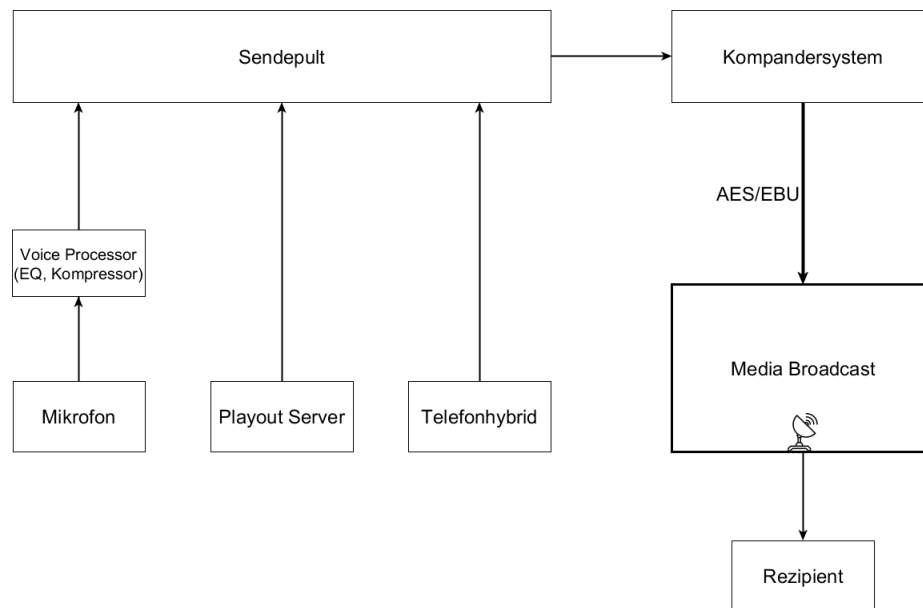 Sendepult
Kompandersystem
AES/EBU
Voice Processor
(EQ, Kompressor)
Media Broadcast
Mikrofon
Playout Server
Telefonhybrid
Rezipient